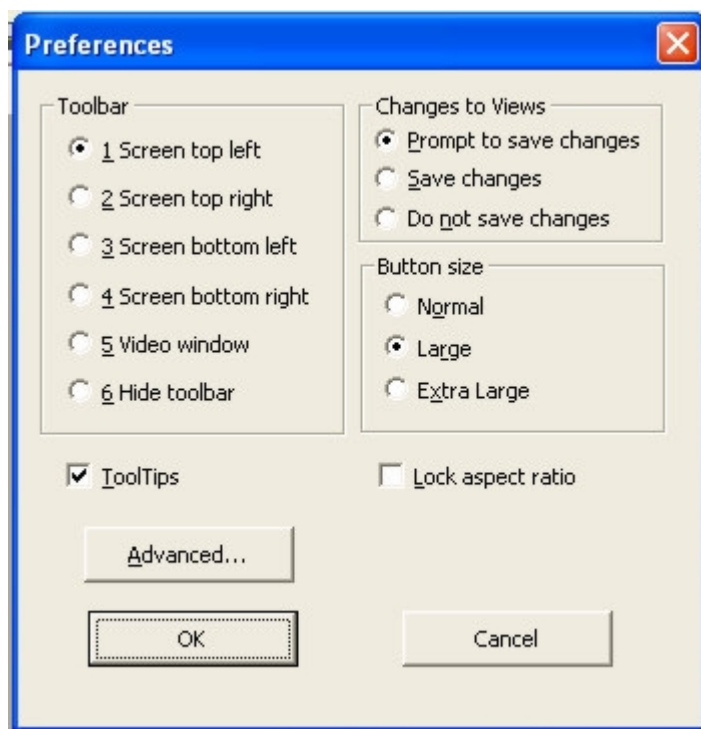 Preferences
Toolbar
1 Screen top left
2 Screen top right
3 Screen bottom left
4 Screen bottom right
5 Video window
6 Hide toolbar
Changes to Views
Prompt to save changes
Save changes
Do not save changes
Button size
Normal
Large
Extra Large
ToolTips
Lock aspect ratio
Advanced...
OK
Cancel